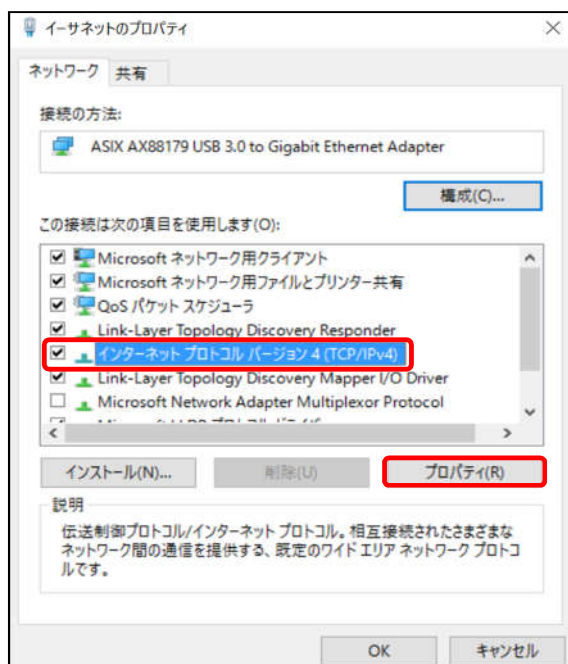 イーサネットのプロパティ
ネットワーク 共有
接続の方法:
ASIX AX88179 USB 3.0 to Gigabit Ethernet Adapter
構成(C)...
この接続は次の項目を使用します(O):
Microsoft ネットワーク用クライアント
Microsoft ネットワーク用ファイルとプリンター共有
QoS パケット スケジューラ
Link-Layer Topology Discovery Responder
インターネット プロトコル バージョン 4 (TCP/IPv4)
Link-Layer Topology Discovery Mapper I/O Driver
Microsoft Network Adapter Multiplexor Protocol
インストール(N)... 削除(U) プロパティ(R)
説明
伝送制御プロトコル/インターネット プロトコル。相互接続されたさまざまな
ネットワーク間の通信を提供する、既定のワイド エリア ネットワーク プロトコ
ルです。
OK キャンセル